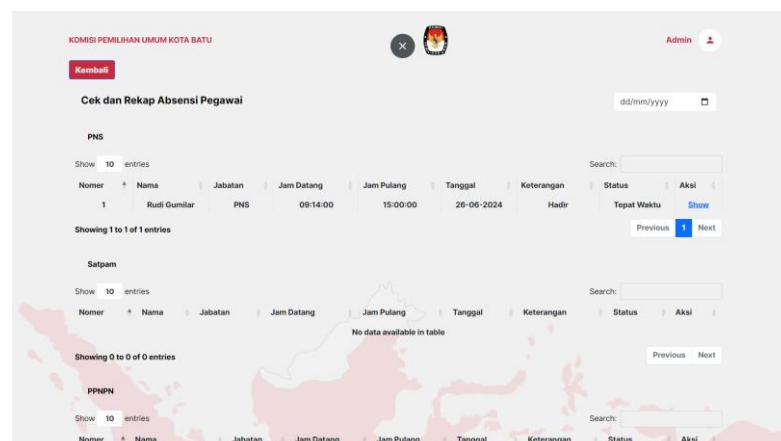 KOMISI PEMILIHAN UMUM KOTA BATU Admin
Kembali
Cek dan Rekap Absensi Pegawai dd/mm/yyyy
PNS
Show 10 entries Search:
Nomer Nama Jabatan Jam Datang Jam Pulang Tanggal Keterangan Status Aksi
1 Rudi Gumilar PNS 09:14:00 15:00:00 26-06-2024 Hadir Tepat Waktu Show
Showing 1 to 1 of 1 entries Previous 1 Next
Satpam
Show 10 entries Search:
Nomer Nama Jabatan Jam Datang Jam Pulang Tanggal Keterangan Status Aksi
No data available in table
Showing 0 to 0 of 0 entries Previous Next
PPNPN
Show 10 entries Search:
Nomer Nama Jabatan Jam Datang Jam Pulang Tanggal Keterangan Status Aksi